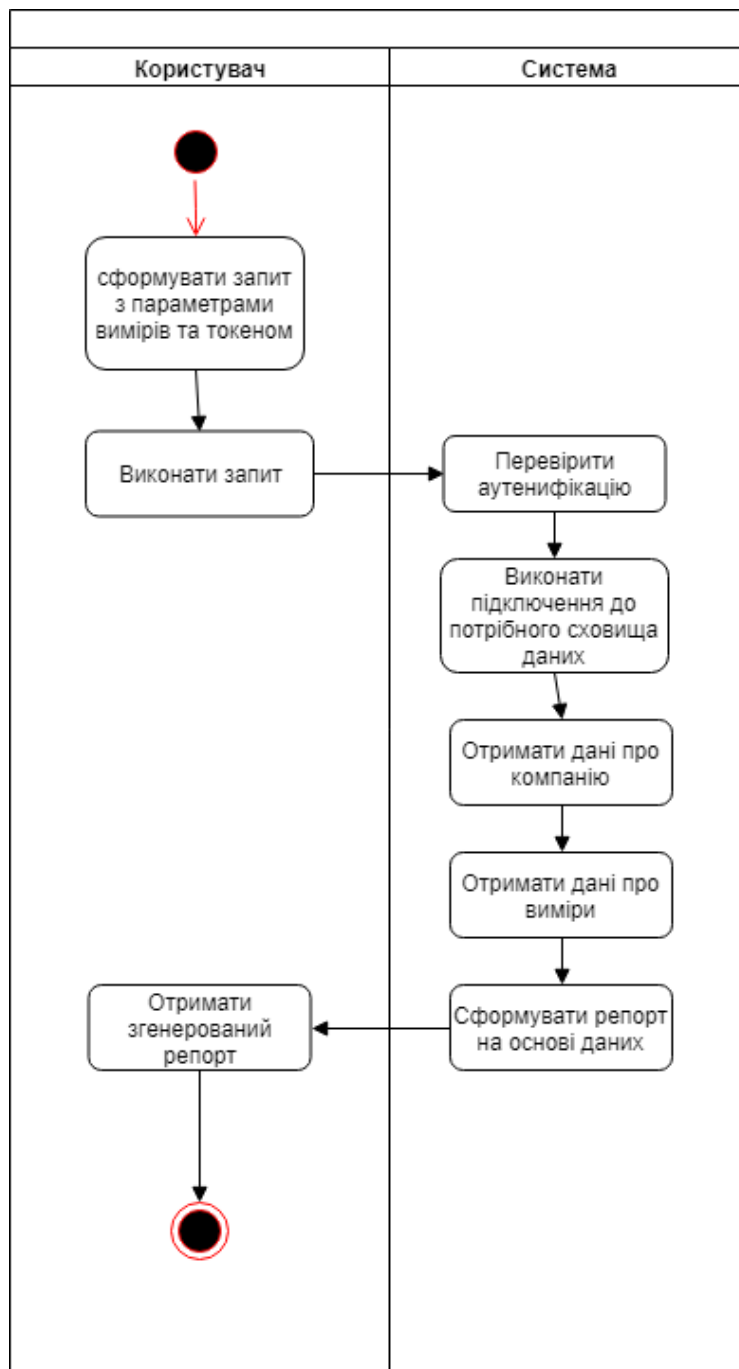 Користувач
Система
сформувати запит
з параметрами
вимірів та токеном
Виконати запит
Перевірити
аутенифікацію
Виконати
підключення до
потрібного сховища
даних
Отримати дані про
компанію
Отримати дані про
виміри
Сформувати репорт
на основі даних
Отримати
згенерований
репорт